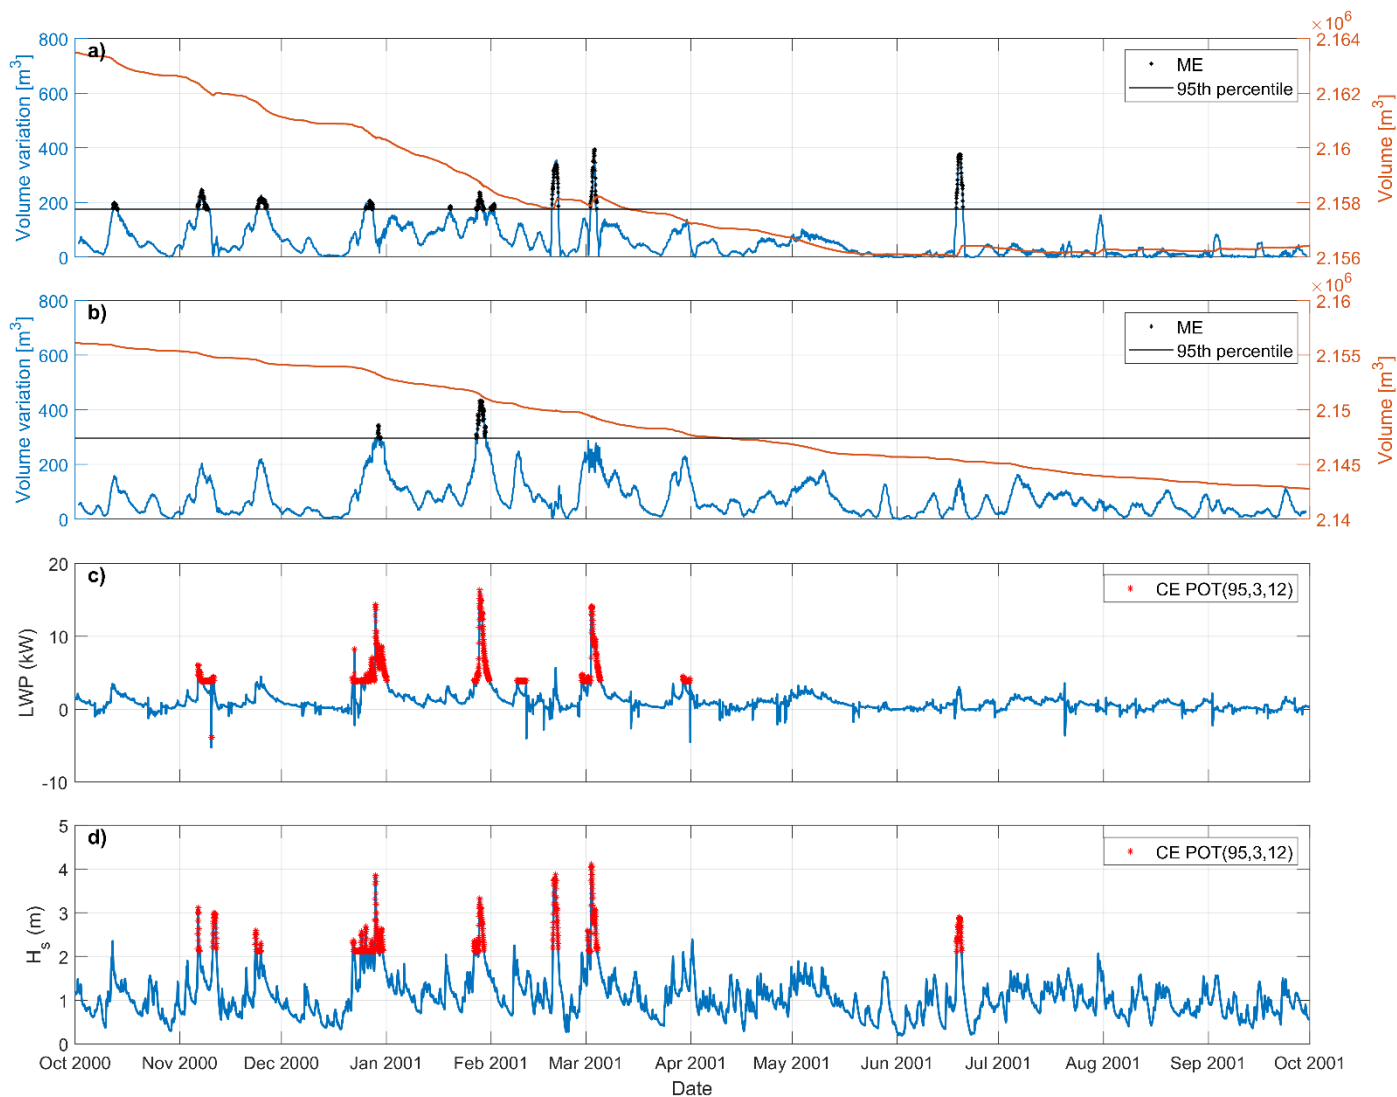 a)
×10^6
800
600
400
200
0
Volume variation [m^3]
ME
95th percentile
2.164
2.162
2.16
2.158
2.156
Volume [m^3]
b)
×10^6
800
600
400
200
0
Volume variation [m^3]
ME
95th percentile
2.16
2.155
2.15
2.145
2.14
Volume [m^3]
c)
20
10
0
-10
LWP (kW)
CE POT(95,3,12)
d)
5
4
3
2
1
0
H_s (m)
CE POT(95,3,12)
Oct 2000 Nov 2000 Dec 2000 Jan 2001 Feb 2001 Mar 2001 Apr 2001 May 2001 Jun 2001 Jul 2001 Aug 2001 Sep 2001 Oct 2001
Date